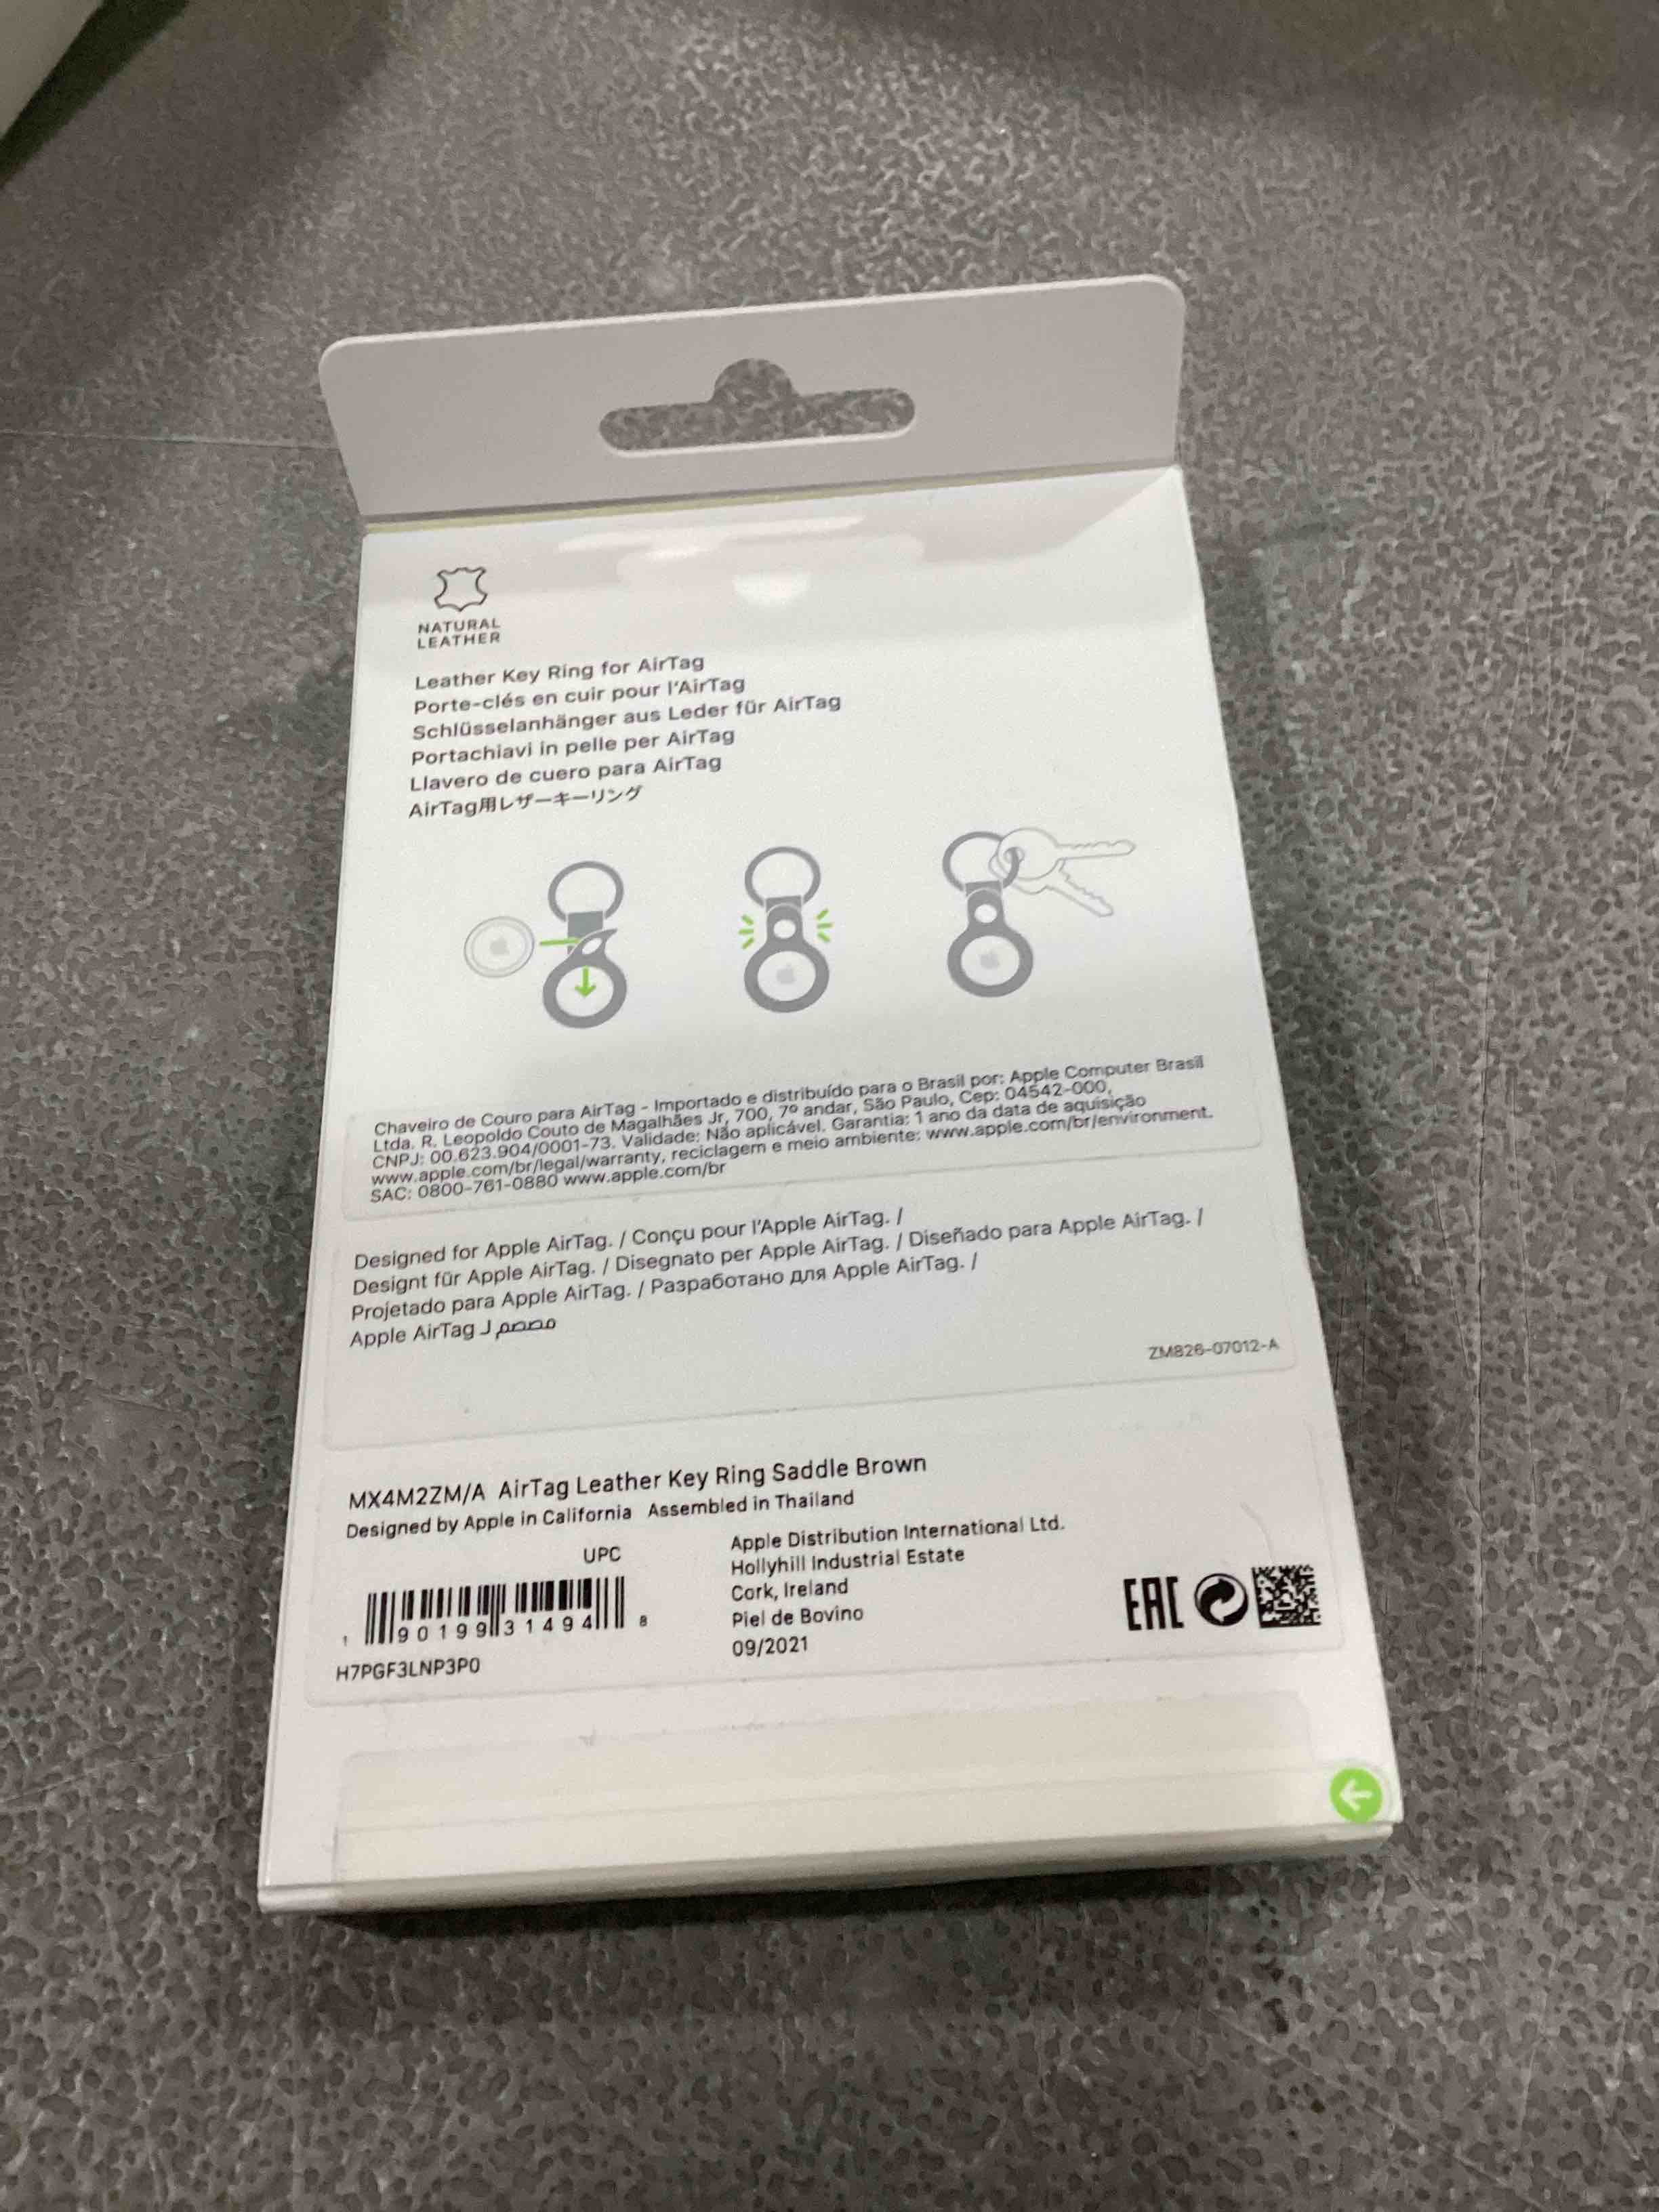 NATURAL
LEATHER
Leather Key Ring for AirTag
Porte-clés en cuir pour l'AirTag
Schlüsselanhänger aus Leder für AirTag
Portachiavi in pelle per AirTag
Llavero de cuero para AirTag
AirTag用レザーキーリング
Chaveiro de Couro para AirTag - Importado e distribuído para o Brasil por: Apple Computer Brasil
Ltda. R. Leopoldo Couto de Magalhães Jr, 700, 7º andar, São Paulo, Cep: 04542-000,
CNPJ: 00.623.904/0001-73. Validade: Não aplicável. Garantia: 1 ano da data de aquisição
www.apple.com/br/legal/warranty, reciclagem e meio ambiente: www.apple.com/br/environment.
SAC: 0800-761-0880 www.apple.com/br
Designed for Apple AirTag. / Conçu pour l'Apple AirTag. /
Designt für Apple AirTag. / Disegnato per Apple AirTag. / Diseñado para Apple AirTag. /
Projetado para Apple AirTag. / Разработано для Apple AirTag. /
مصمم لـ Apple AirTag
ZM826-07012-A
MX4M2ZM/A AirTag Leather Key Ring Saddle Brown
Designed by Apple in California Assembled in Thailand
UPC
1 90199 31494 8
H7PGF3LNP3P0
Apple Distribution International Ltd.
Hollyhill Industrial Estate
Cork, Ireland
Piel de Bovino
09/2021
EAC